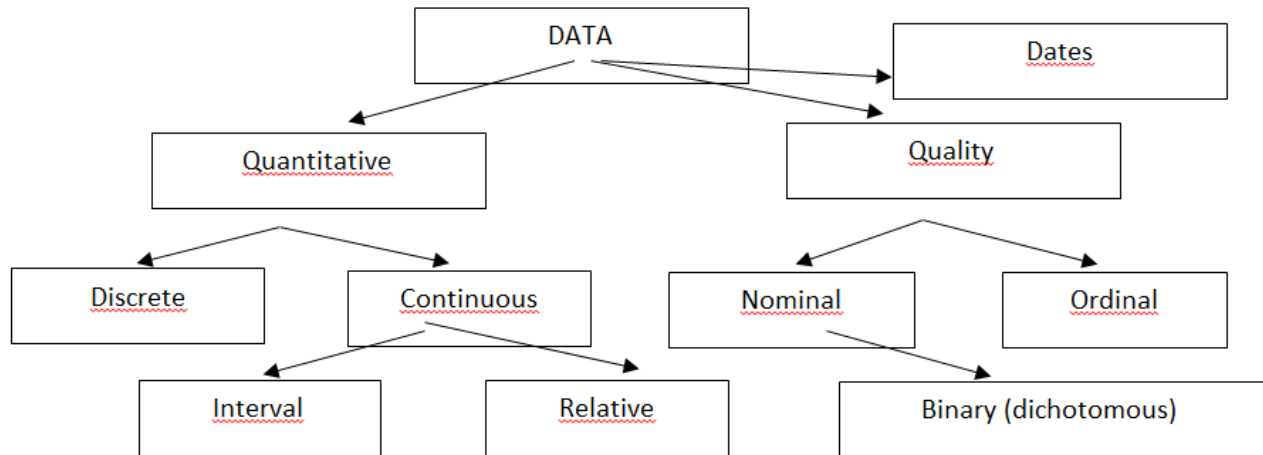 DATA
Dates
Quantitative
Quality
Discrete
Continuous
Nominal
Ordinal
Interval
Relative
Binary (dichotomous)